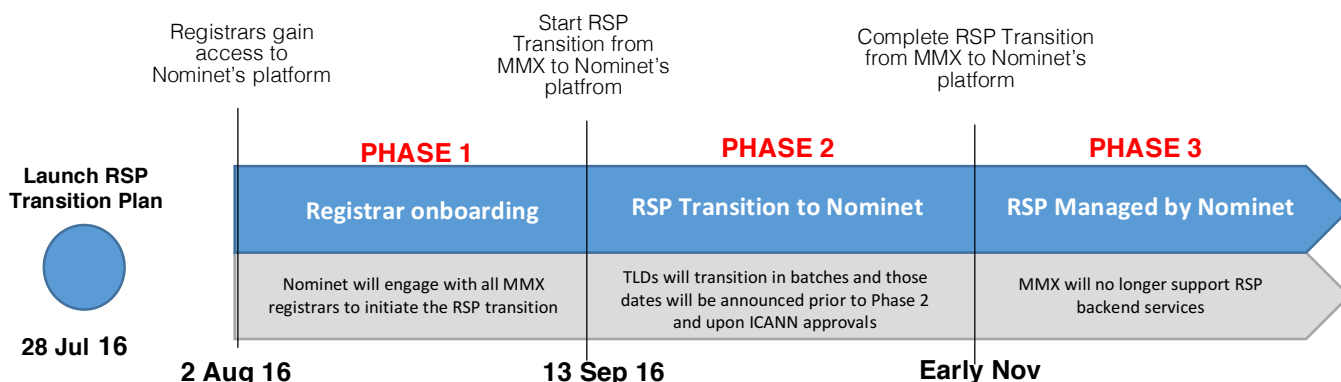 Registrars gain
access to
Nominet's platform
Start RSP
Transition from
MMX to Nominet's
platfrom
Complete RSP Transition
from MMX to Nominet's
platform
PHASE 1
PHASE 2
PHASE 3
Launch RSP
Transition Plan
Registrar onboarding
RSP Transition to Nominet
RSP Managed by Nominet
Nominet will engage with all MMX
registrars to initiate the RSP transition
TLDs will transition in batches and those
dates will be announced prior to Phase 2
and upon ICANN approvals
MMX will no longer support RSP
backend services
28 Jul 16
2 Aug 16
13 Sep 16
Early Nov